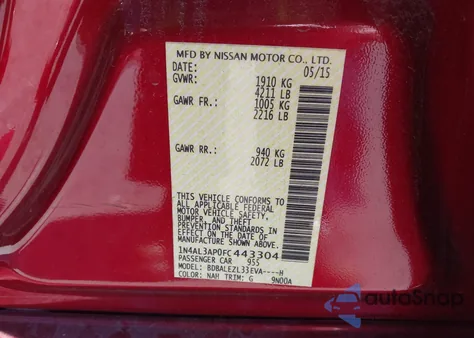 MFD BY NISSAN MOTOR CO., LTD.
DATE: 05/15
GVWR: 1910 KG
4211 LB
GAWR FR: 1005 KG
2216 LB
GAWR RR: 940 KG
2072 LB
THIS VEHICLE CONFORMS TO
ALL APPLICABLE FEDERAL
MOTOR VEHICLE SAFETY,
BUMPER, AND THEFT
PREVENTION STANDARDS
IN EFFECT ON THE DATE OF
MANUFACTURE SHOWN ABOVE.
1N4AL3AP0FC443304
PASSENGER CAR 955
MODEL: BDBALEZL33EVA----H
COLOR: NAH TRIM: G 9N00A
autoSnap